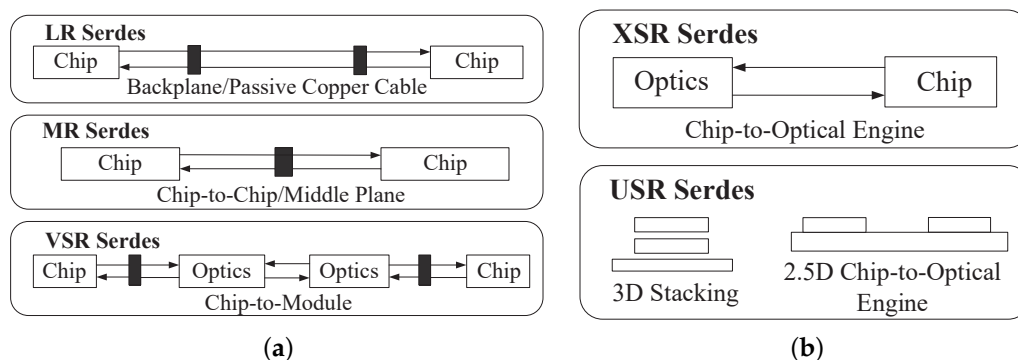 LR Serdes
Chip
Chip
Backplane/Passive Copper Cable
MR Serdes
Chip
Chip
Chip-to-Chip/Middle Plane
VSR Serdes
Chip
Optics
Optics
Chip
Chip-to-Module
(a)
XSR Serdes
Optics
Chip
Chip-to-Optical Engine
USR Serdes
3D Stacking
2.5D Chip-to-Optical
Engine
(b)